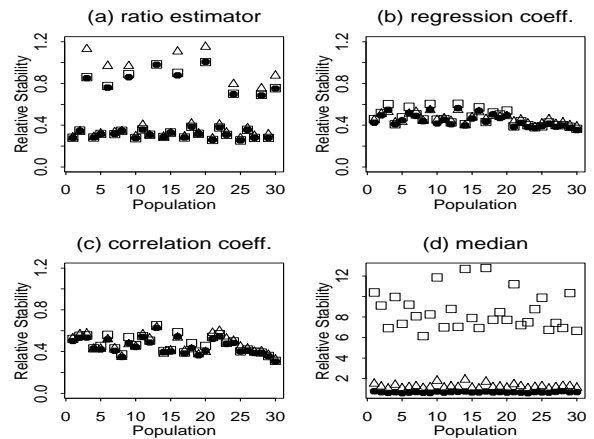 (a) ratio estimator
Relative Stability
0.0 0.4 0.8 1.2
0 5 10 15 20 25 30
Population
(b) regression coeff.
Relative Stability
0.0 0.4 0.8 1.2
0 5 10 15 20 25 30
Population
(c) correlation coeff.
Relative Stability
0.0 0.4 0.8 1.2
0 5 10 15 20 25 30
Population
(d) median
Relative Stability
2 4 6 8 12
0 5 10 15 20 25 30
Population